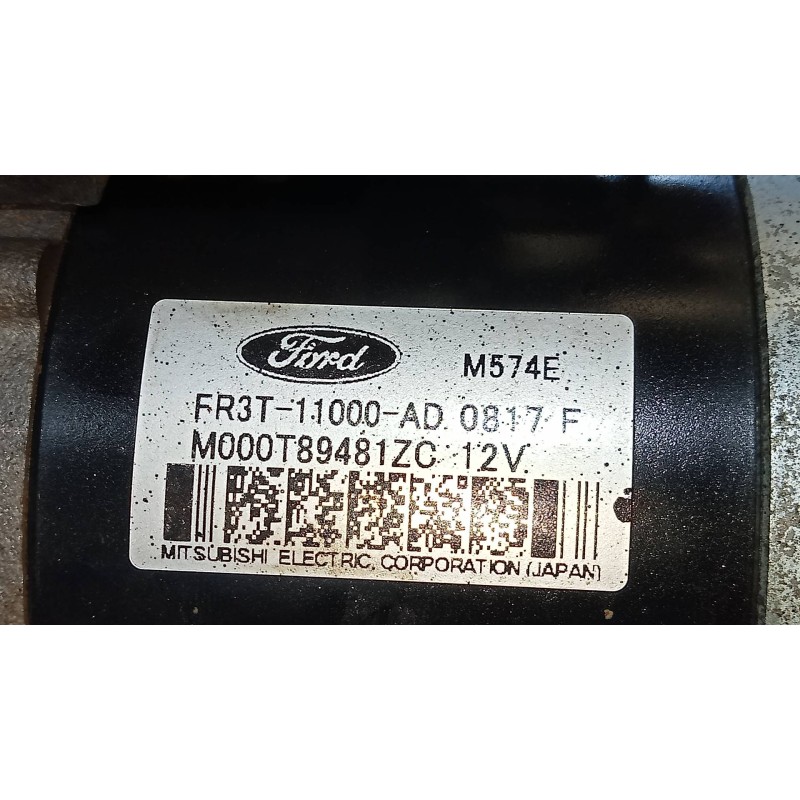 Ford
M574E
FR3T-11000-AD 0817 F
M000T89481ZC 12V
MITSUBISHI ELECTRIC CORPORATION (JAPAN)